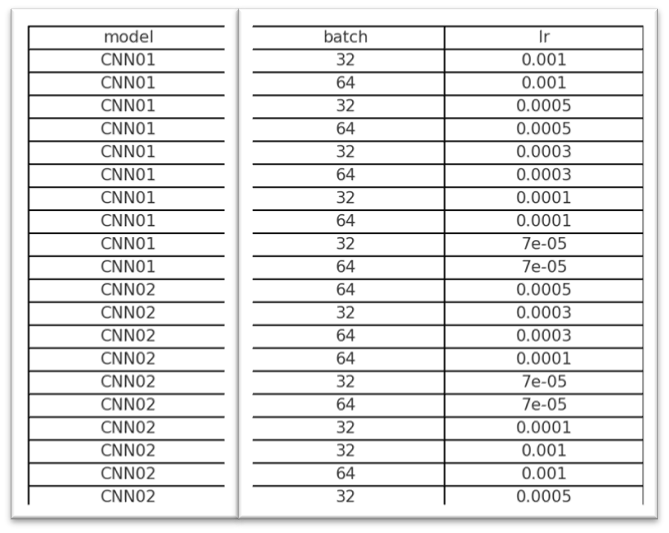 model batch lr
CNN01 32 0.001
CNN01 64 0.001
CNN01 32 0.0005
CNN01 64 0.0005
CNN01 32 0.0003
CNN01 64 0.0003
CNN01 32 0.0001
CNN01 64 0.0001
CNN01 32 7e-05
CNN01 64 7e-05
CNN02 64 0.0005
CNN02 32 0.0003
CNN02 64 0.0003
CNN02 64 0.0001
CNN02 32 7e-05
CNN02 64 7e-05
CNN02 32 0.0001
CNN02 32 0.001
CNN02 64 0.001
CNN02 32 0.0005